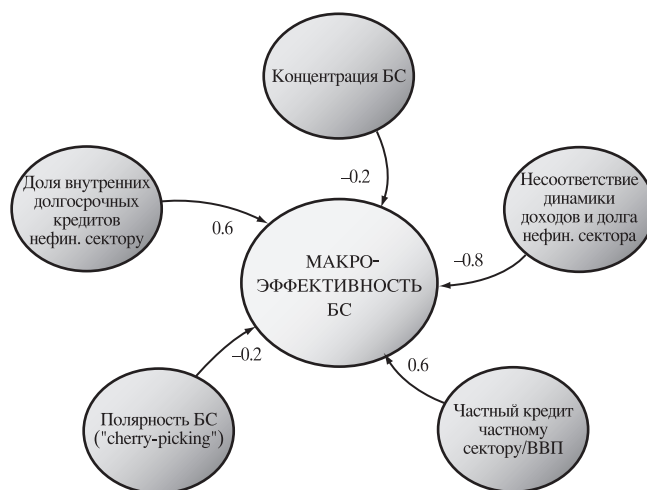 Концентрация БС
–0.2
Доля внутренних
долгосрочных
кредитов
нефин. сектору
0.6
Несоответствие
динамики
доходов и долга
нефин. сектора
–0.8
МАКРО-
ЭФФЕКТИВНОСТЬ
БС
–0.2
0.6
Полярность БС
("cherry-picking")
Частный кредит
частному
сектору/ВВП